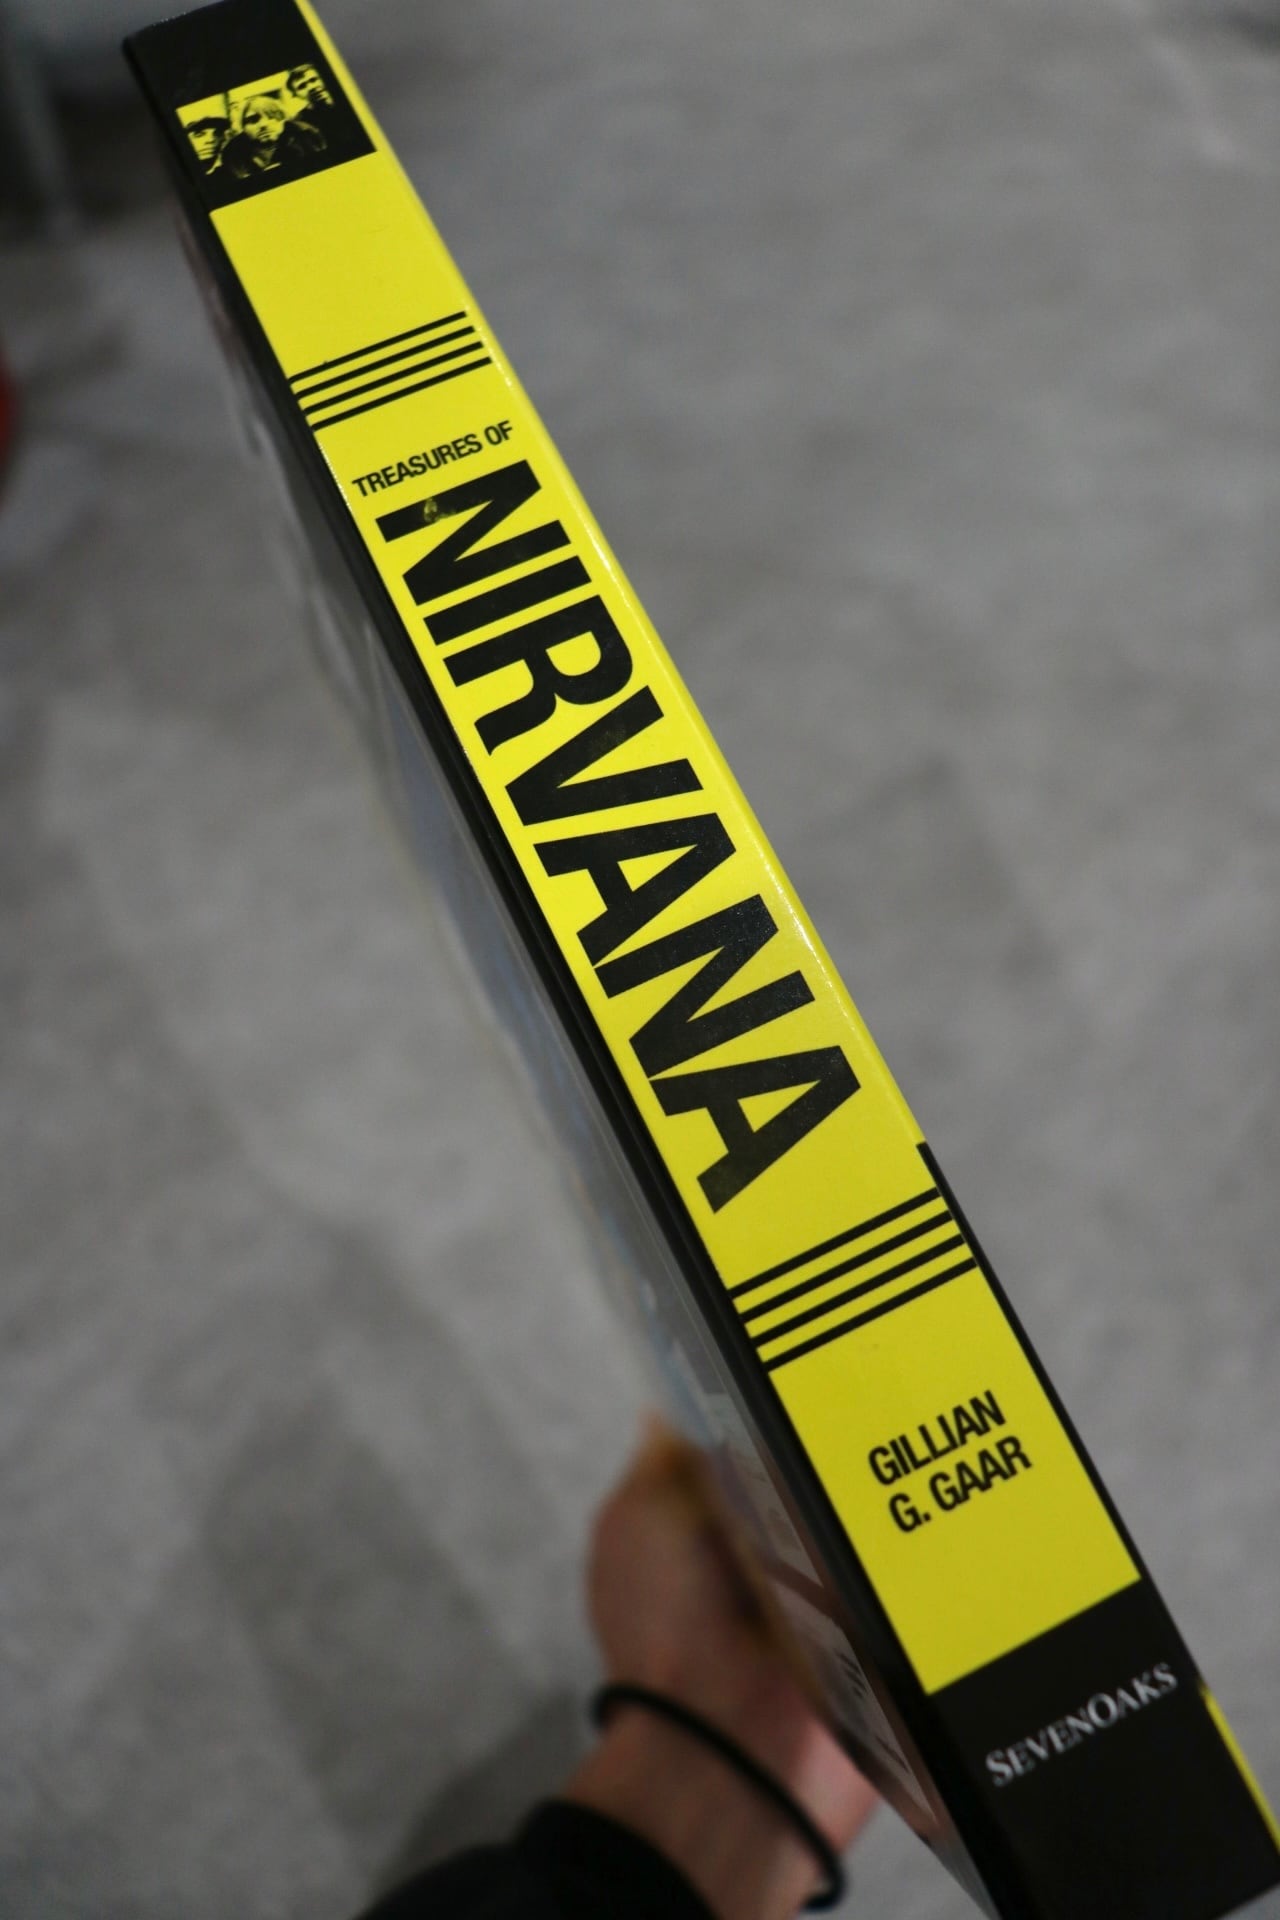 TREASURES OF
NIRVANA
GILLIAN
G. GAAR
SEVENOAKS